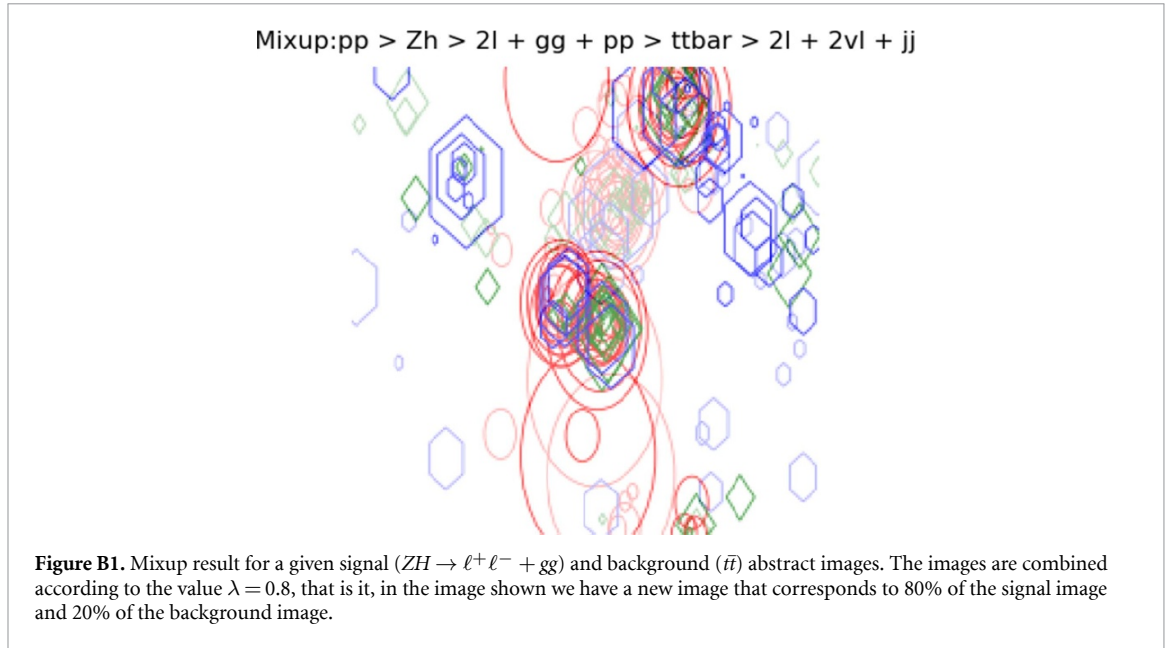 Mixup:pp > Zh > 2l + gg + pp > ttbar > 2l + 2vl + jj
Figure B1. Mixup result for a given signal (ZH → ℓ⁺ℓ⁻ + gg) and background (tt̄) abstract images. The images are combined
according to the value λ = 0.8, that is it, in the image shown we have a new image that corresponds to 80% of the signal image
and 20% of the background image.